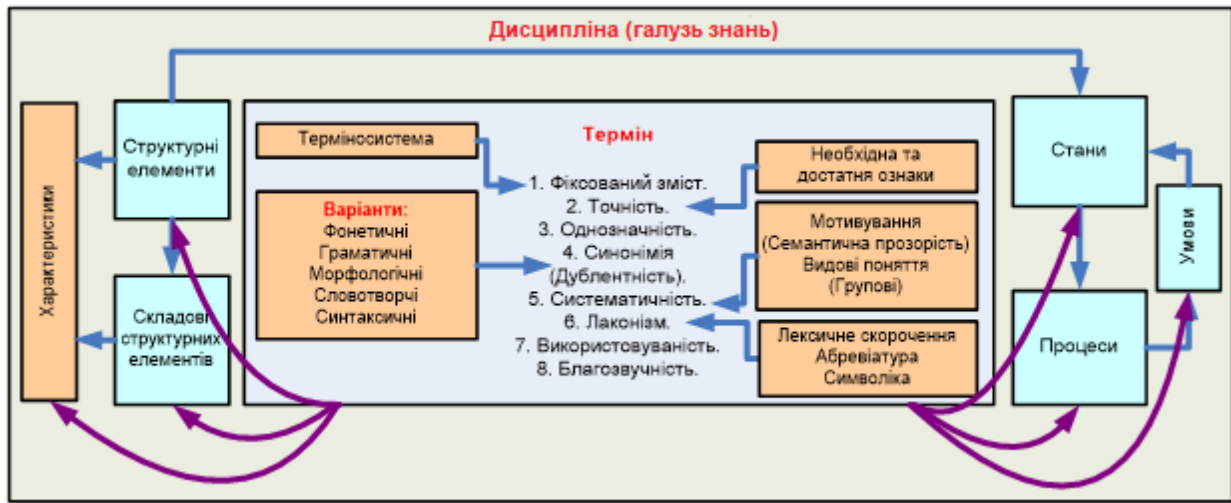 Дисципліна (галузь знань)
Характеристики
Структурні
елементи
Складові
структурних
елементів
Термін
Терміносистема
Варіанти:
Фонетичні
Граматичні
Морфологічні
Словотворчі
Синтаксичні
1. Фіксований зміст.
2. Точність.
3. Однозначність.
4. Синонімія
(Дублентність).
5. Систематичність.
6. Лаконізм.
7. Використовуваність.
8. Благозвучність.
Необхідна та
достатня ознаки
Мотивування
(Семантична прозорість)
Видові поняття
(Групові)
Лексичне скорочення
Абревіатура
Символіка
Стани
Процеси
Умови